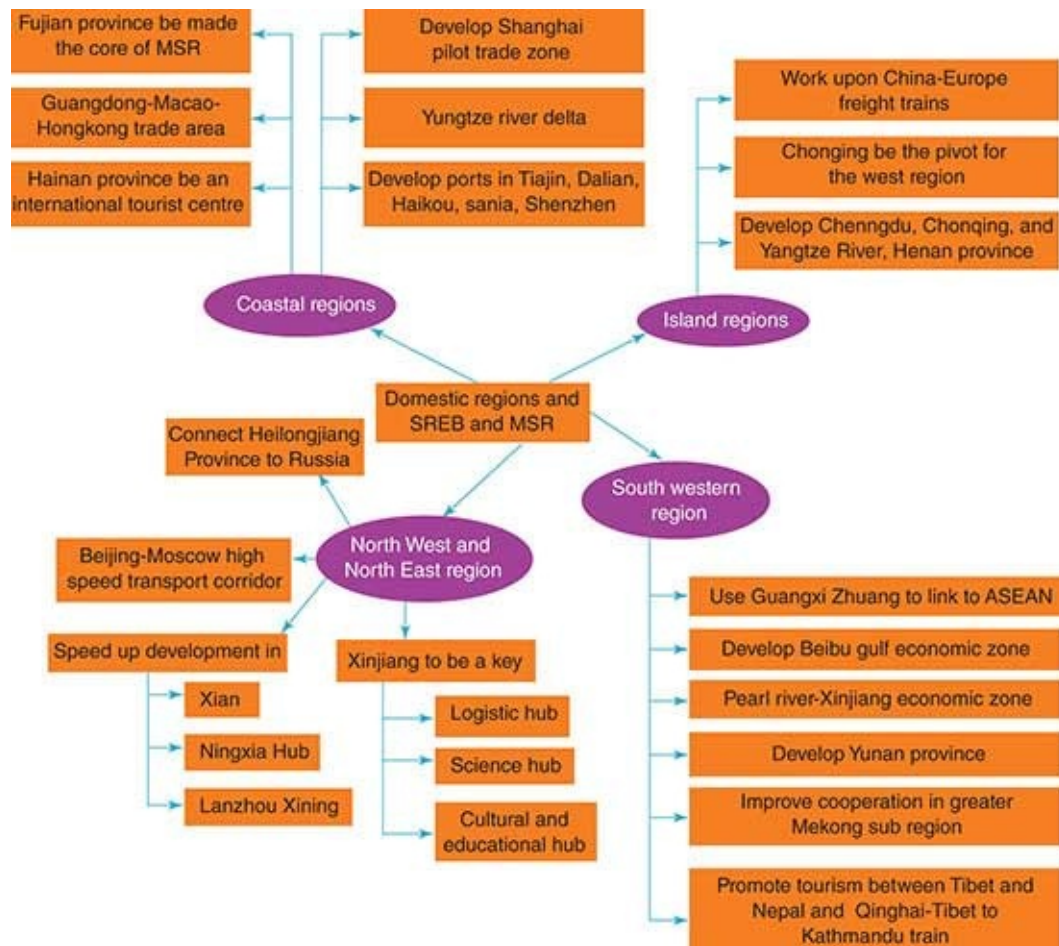 Fujian province be made
the core of MSR
Guangdong-Macao-
Hongkong trade area
Hainan province be an
international tourist centre
Develop Shanghai
pilot trade zone
Yungtze river delta
Develop ports in Tiajin, Dalian,
Haikou, sania, Shenzhen
Work upon China-Europe
freight trains
Chonging be the pivot for
the west region
Develop Chenngdu, Chonqing, and
Yangtze River, Henan province
Coastal regions
Island regions
Domestic regions and
SREB and MSR
Connect Heilongjiang
Province to Russia
North West and
North East region
South western
region
Beijing-Moscow high
speed transport corridor
Speed up development in
Xian
Ningxia Hub
Lanzhou Xining
Xinjiang to be a key
Logistic hub
Science hub
Cultural and
educational hub
Use Guangxi Zhuang to link to ASEAN
Develop Beibu gulf economic zone
Pearl river-Xinjiang economic zone
Develop Yunan province
Improve cooperation in greater
Mekong sub region
Promote tourism between Tibet and
Nepal and Qinghai-Tibet to
Kathmandu train